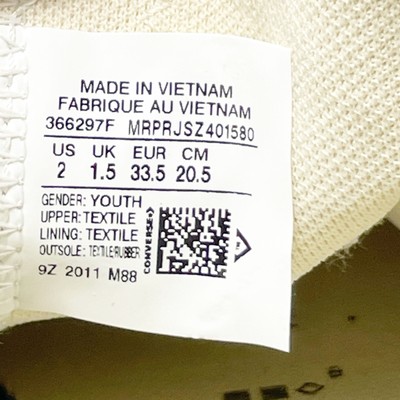 MADE IN VIETNAM
FABRIQUE AU VIETNAM
366297F MRPRJSZ401580
US UK EUR CM
2 1.5 33.5 20.5
GENDER: YOUTH
UPPER: TEXTILE
LINING: TEXTILE
OUTSOLE: TEXTILE/RUBBER
9Z 2011 M88
CONVERSE